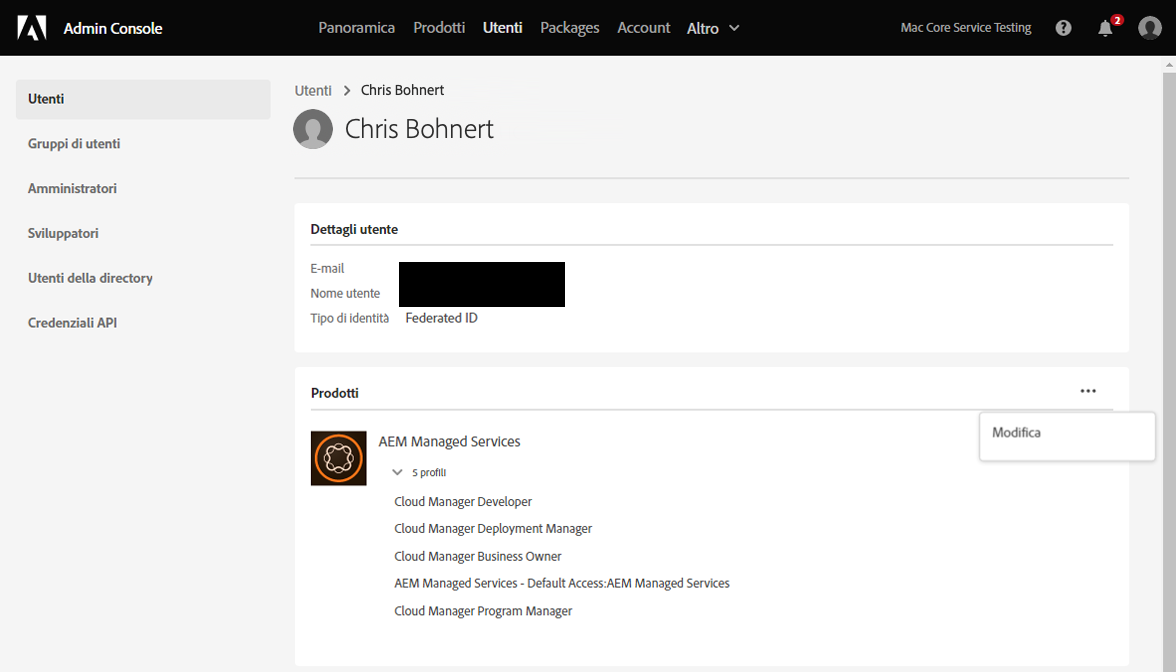 Admin Console
Panoramica Prodotti Utenti Packages Account Altro
Mac Core Service Testing
2
Utenti
Gruppi di utenti
Amministratori
Sviluppatori
Utenti della directory
Credenziali API
Utenti Chris Bohnert
Chris Bohnert
Dettagli utente
E-mail
Nome utente
Tipo di identità Federated ID
Prodotti
Modifica
AEM Managed Services
5 profili
Cloud Manager Developer
Cloud Manager Deployment Manager
Cloud Manager Business Owner
AEM Managed Services - Default Access:AEM Managed Services
Cloud Manager Program Manager